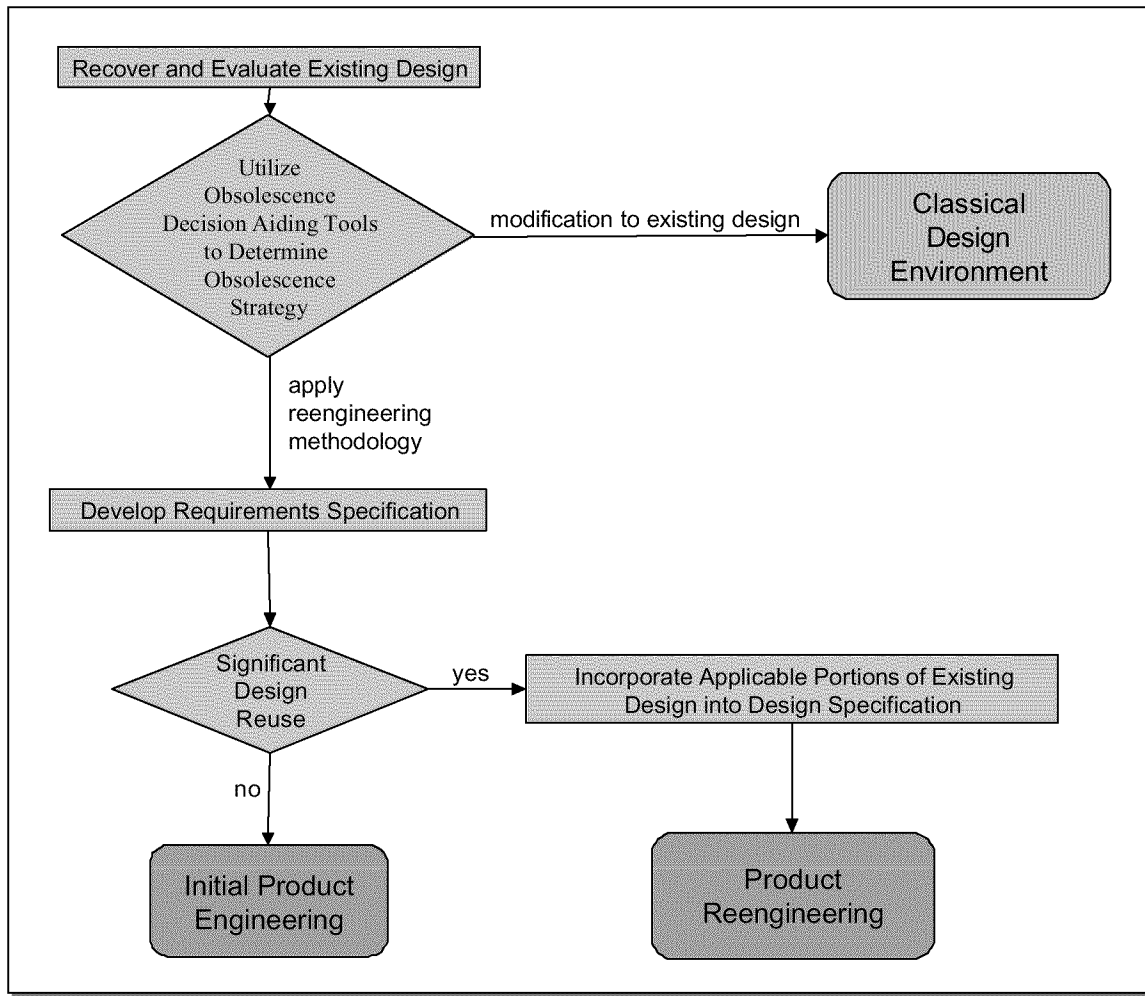 Recover and Evaluate Existing Design
Utilize
Obsolescence
Decision Aiding Tools
to Determine
Obsolescence
Strategy
modification to existing design
Classical
Design
Environment
apply
reengineering
methodology
Develop Requirements Specification
Significant
Design
Reuse
yes
Incorporate Applicable Portions of Existing
Design into Design Specification
no
Initial Product
Engineering
Product
Reengineering